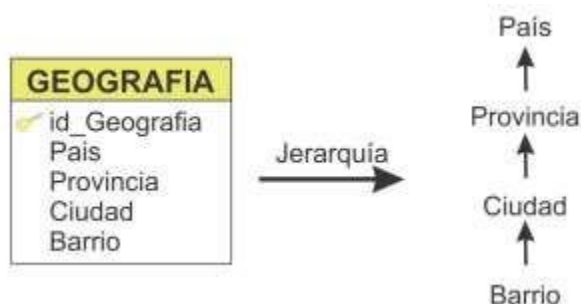 GEOGRAFIA
id_Geografia
Pais
Provincia
Ciudad
Barrio
Jerarquía
País
Provincia
Ciudad
Barrio